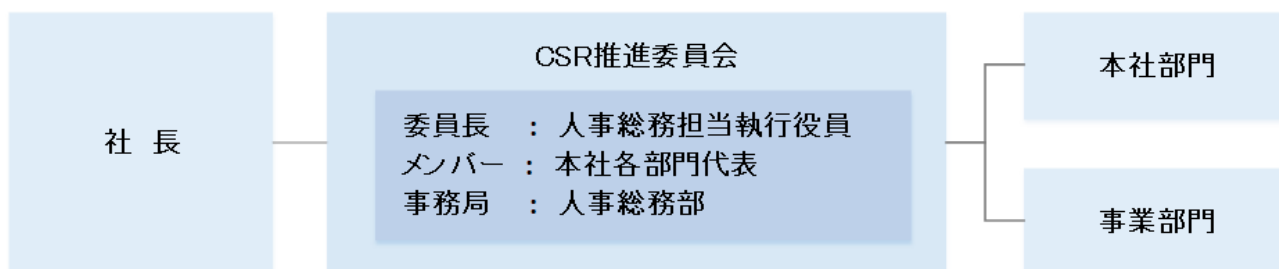 社 長
CSR推進委員会
委員長 : 人事総務担当執行役員
メンバー : 本社各部門代表
事務局 : 人事総務部
本社部門
事業部門